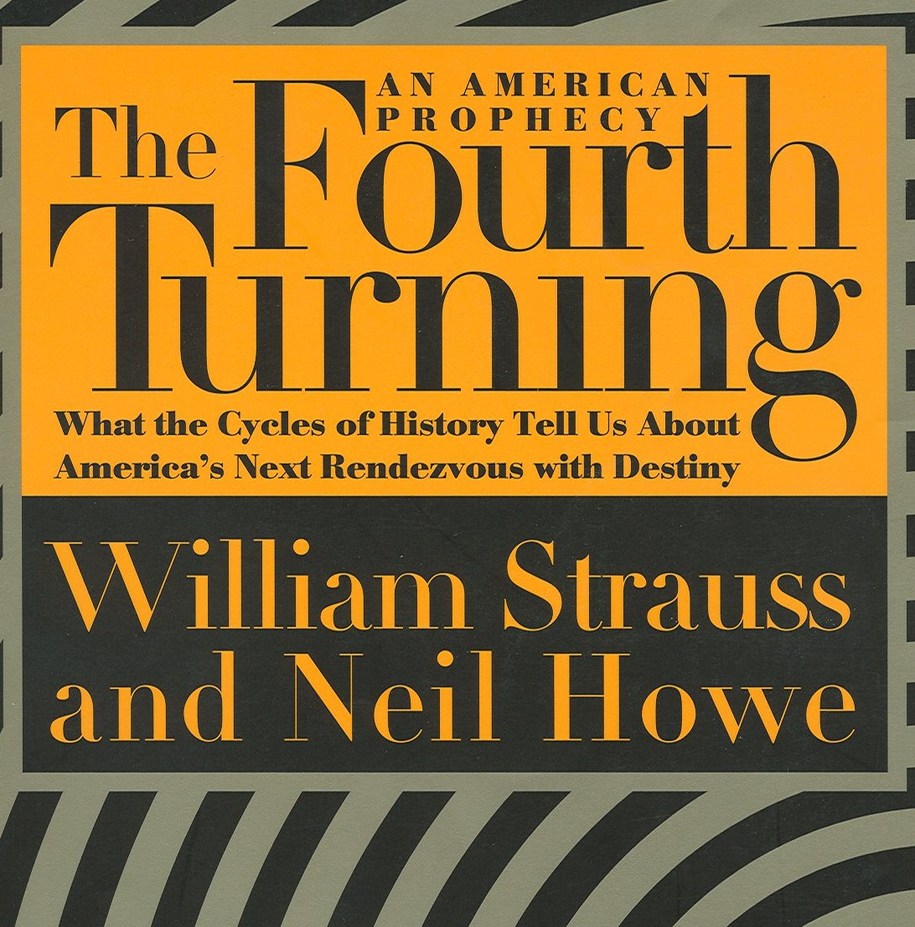 AN AMERICAN
PROPHECY
The Fourth
Turning
What the Cycles of History Tell Us About
America's Next Rendezvous with Destiny
William Strauss
and Neil Howe